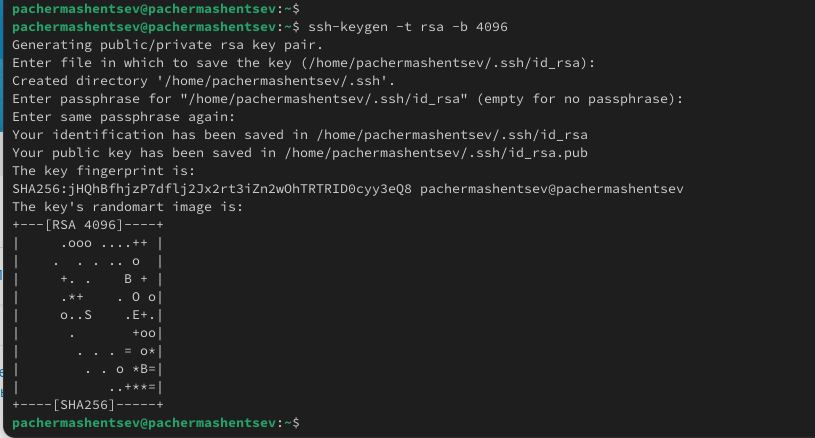 pachermashentsev@pachermashentsev:~$
pachermashentsev@pachermashentsev:~$ ssh-keygen -t rsa -b 4096
Generating public/private rsa key pair.
Enter file in which to save the key (/home/pachermashentsev/.ssh/id_rsa):
Created directory '/home/pachermashentsev/.ssh'.
Enter passphrase for "/home/pachermashentsev/.ssh/id_rsa" (empty for no passphrase):
Enter same passphrase again:
Your identification has been saved in /home/pachermashentsev/.ssh/id_rsa
Your public key has been saved in /home/pachermashentsev/.ssh/id_rsa.pub
The key fingerprint is:
SHA256:jHQhBfhjzP7dflj2Jx2rt3iZn2wOhTRTRID0cyy3eQ8 pachermashentsev@pachermashentsev
The key's randomart image is:
+---[RSA 4096]----+
|     .ooo ....++ |
|    .  . . .. o  |
|     +. .    B + |
|     .*+    . O o|
|     o..S    .E+.|
|      .       +oo|
|       . . . = o*|
|        . . o *B=|
|           ..+**=|
+----[SHA256]-----+
pachermashentsev@pachermashentsev:~$